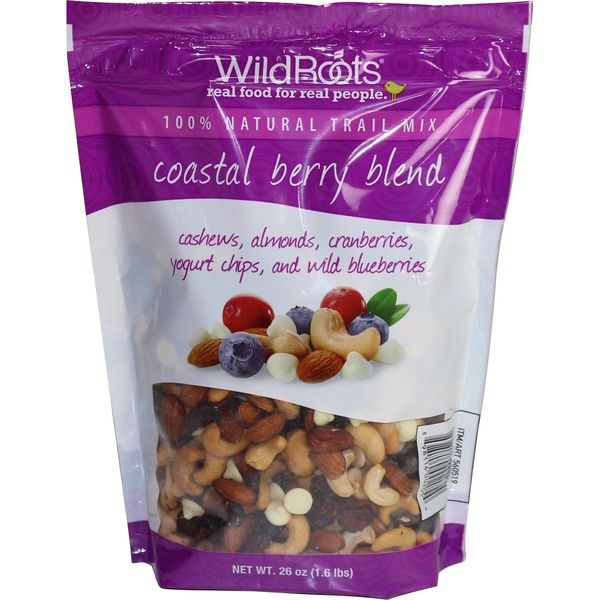 WildRoots®
real food for real people.
100% NATURAL TRAIL MIX
coastal berry blend
cashews, almonds, cranberries,
yogurt chips, and wild blueberries
ITM/ART 560519
NET WT. 26 oz (1.6 lbs)